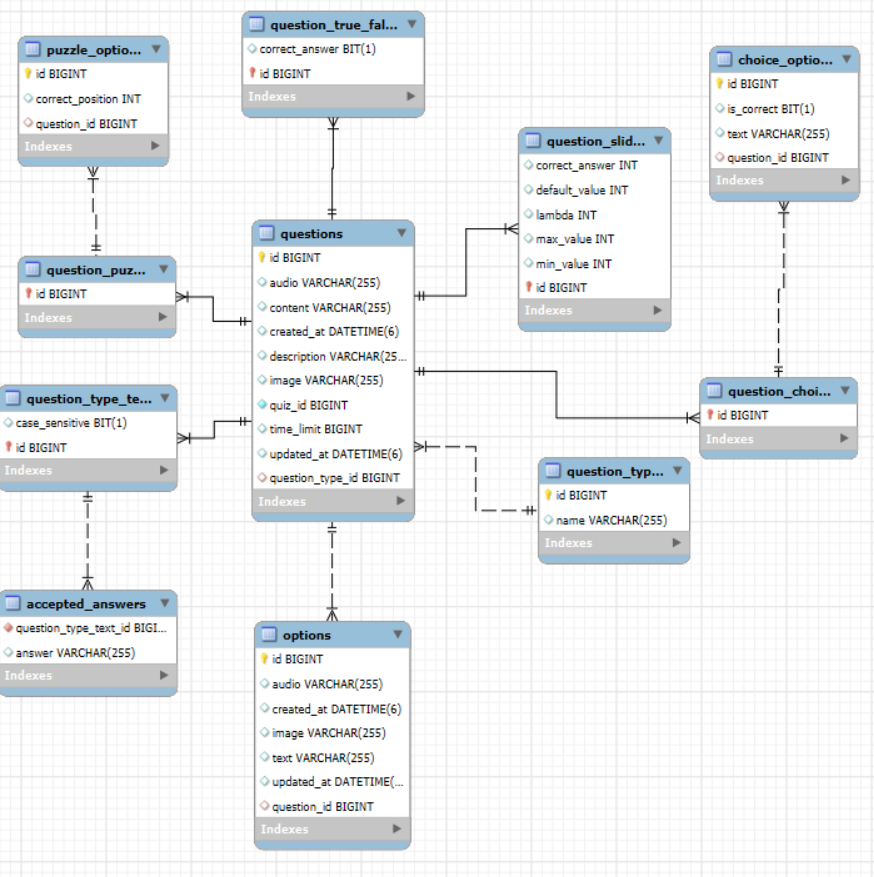 question_true_fal...
correct_answer BIT(1)
id BIGINT
Indexes
puzzle_optio...
id BIGINT
correct_position INT
question_id BIGINT
Indexes
choice_optio...
id BIGINT
is_correct BIT(1)
text VARCHAR(255)
question_id BIGINT
Indexes
question_slid...
correct_answer INT
default_value INT
lambda INT
max_value INT
min_value INT
id BIGINT
Indexes
questions
id BIGINT
audio VARCHAR(255)
content VARCHAR(255)
created_at DATETIME(6)
description VARCHAR(25...
image VARCHAR(255)
quiz_id BIGINT
time_limit BIGINT
updated_at DATETIME(6)
question_type_id BIGINT
Indexes
question_puz...
id BIGINT
Indexes
question_type_te...
case_sensitive BIT(1)
id BIGINT
Indexes
question_choi...
id BIGINT
Indexes
question_typ...
id BIGINT
name VARCHAR(255)
Indexes
accepted_answers
question_type_text_id BIGI...
answer VARCHAR(255)
Indexes
options
id BIGINT
audio VARCHAR(255)
created_at DATETIME(6)
image VARCHAR(255)
text VARCHAR(255)
updated_at DATETIME(...
question_id BIGINT
Indexes